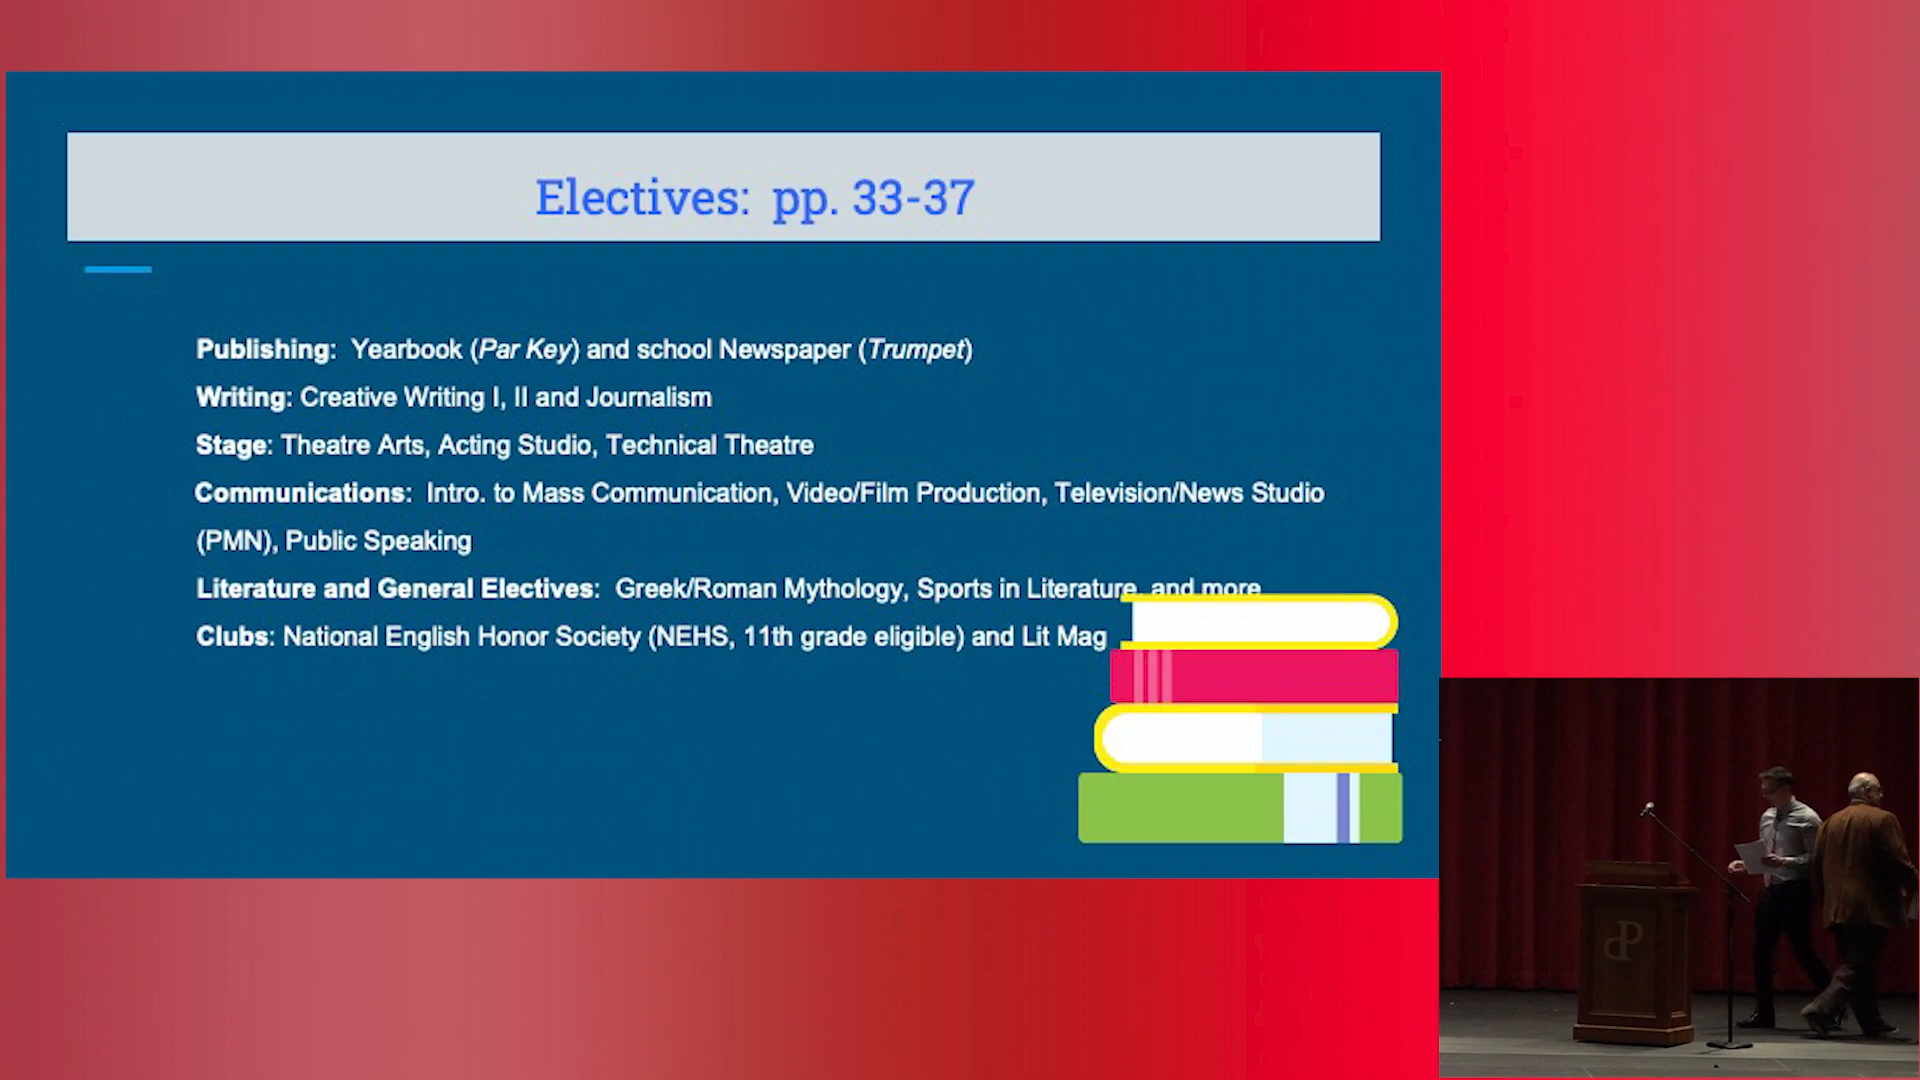 Electives: pp. 33-37
Publishing: Yearbook (Par Key) and school Newspaper (Trumpet)
Writing: Creative Writing I, II and Journalism
Stage: Theatre Arts, Acting Studio, Technical Theatre
Communications: Intro. to Mass Communication, Video/Film Production, Television/News Studio
(PMN), Public Speaking
Literature and General Electives: Greek/Roman Mythology, Sports in Literature, and more
Clubs: National English Honor Society (NEHS, 11th grade eligible) and Lit Mag
dP